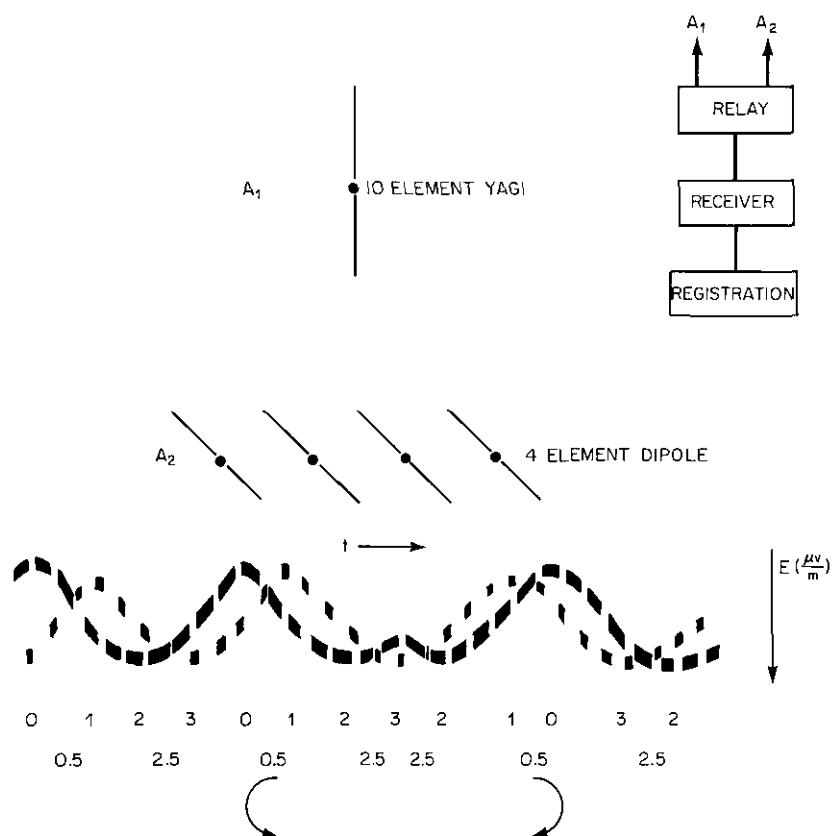 A₁ A₂
RELAY
A₁ 10 ELEMENT YAGI
RECEIVER
REGISTRATION
A₂ 4 ELEMENT DIPOLE
t
E (μv/m)
0 1 2 3 0 1 2 3 2 1 0 3 2
0.5 2.5 0.5 2.5 2.5 0.5 2.5